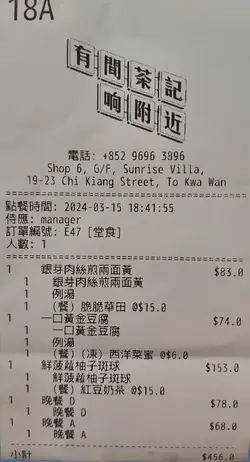 18A
有間茶記
响附近
電話: +852 9696 3896
Shop 6, G/F, Sunrise Villa,
19-23 Chi Kiang Street, To Kwa Wan
點餐時間: 2024-03-15 18:41:55
侍應: manager
訂單編號: E47 [堂食]
人數: 1
1 銀芽肉絲煎兩面黃 $83.0
1 銀芽肉絲煎兩面黃
1 例湯
1 (餐) 脆脆華田 @$15.0
1 一口黃金豆腐 $74.0
1 一口黃金豆腐
1 例湯
1 (餐) (凍) 西洋菜蜜 @$6.0
1 鮮菠蘿柚子斑球 $153.0
1 鮮菠蘿柚子斑球
1 (餐) 紅豆奶茶 @$15.0
1 晚餐 D $78.0
1 晚餐 D
1 晚餐 A $68.0
1 晚餐 A
小計 $456.0